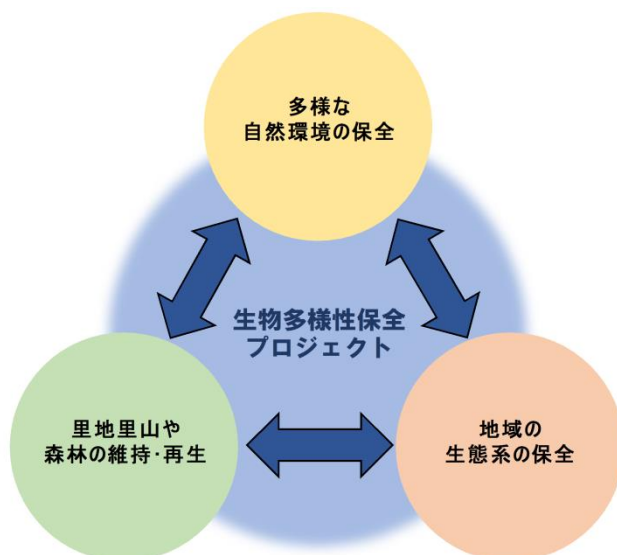 多様な
自然環境の保全
生物多様性保全
プロジェクト
里地里山や
森林の維持・再生
地域の
生態系の保全